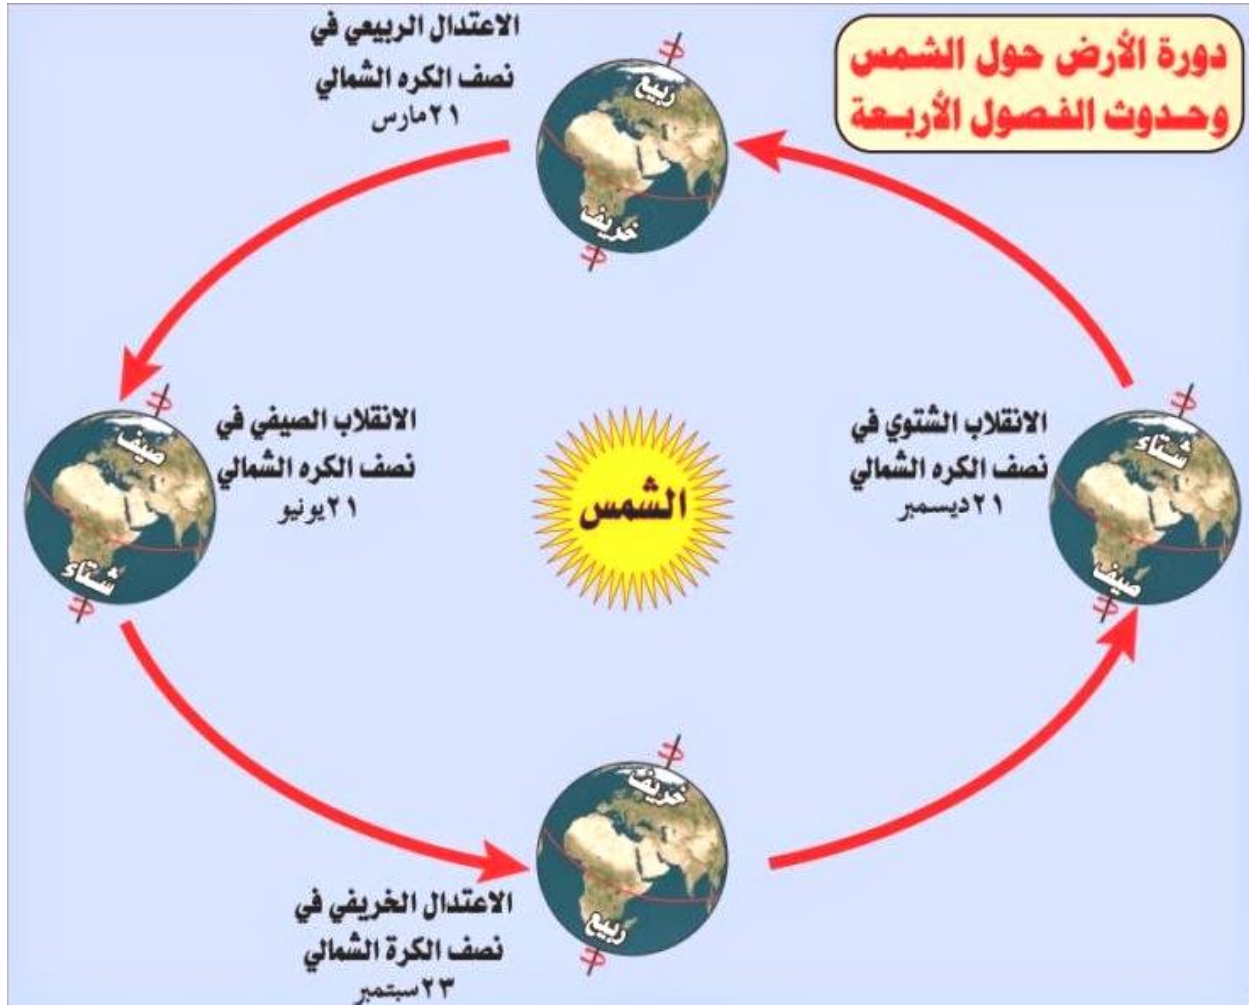 دورة الأرض حول الشمس
وحدوث الفصول الأربعة
الاعتدال الربيعي في
نصف الكره الشمالي
٢١ مارس
ربيع
خريف
الانقلاب الشتوي في
نصف الكره الشمالي
٢١ ديسمبر
شتاء
صيف
الشمس
الانقلاب الصيفي في
نصف الكره الشمالي
٢١ يونيو
صيف
شتاء
الاعتدال الخريفي في
نصف الكرة الشمالي
٢٣ سبتمبر
خريف
ربيع